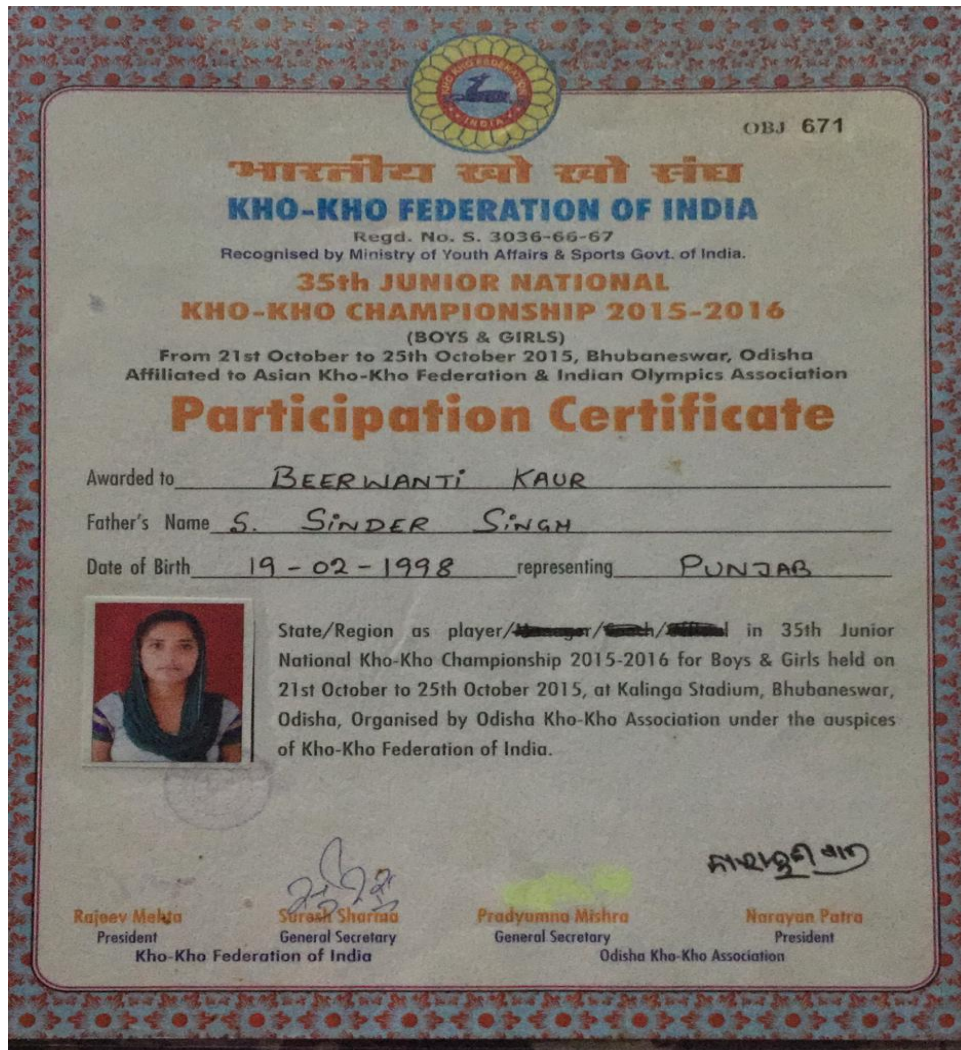 KHO KHO FEDERATION
INDIA
OBJ 671
भारतीय खो खो संघ
KHO-KHO FEDERATION OF INDIA
Regd. No. S. 3036-66-67
Recognised by Ministry of Youth Affairs & Sports Govt. of India.
35th JUNIOR NATIONAL
KHO-KHO CHAMPIONSHIP 2015-2016
(BOYS & GIRLS)
From 21st October to 25th October 2015, Bhubaneswar, Odisha
Affiliated to Asian Kho-Kho Federation & Indian Olympics Association
Participation Certificate
Awarded to BEERWANTI KAUR
Father's Name S. SINDER SINGH
Date of Birth 19-02-1998 representing PUNJAB
State/Region as player/Manager/Coach/Official in 35th Junior
National Kho-Kho Championship 2015-2016 for Boys & Girls held on
21st October to 25th October 2015, at Kalinga Stadium, Bhubaneswar,
Odisha, Organised by Odisha Kho-Kho Association under the auspices
of Kho-Kho Federation of India.
Rajeev Mehta Suresh Sharma Pradyumna Mishra Narayan Patra
President General Secretary General Secretary President
Kho-Kho Federation of India Odisha Kho-Kho Association